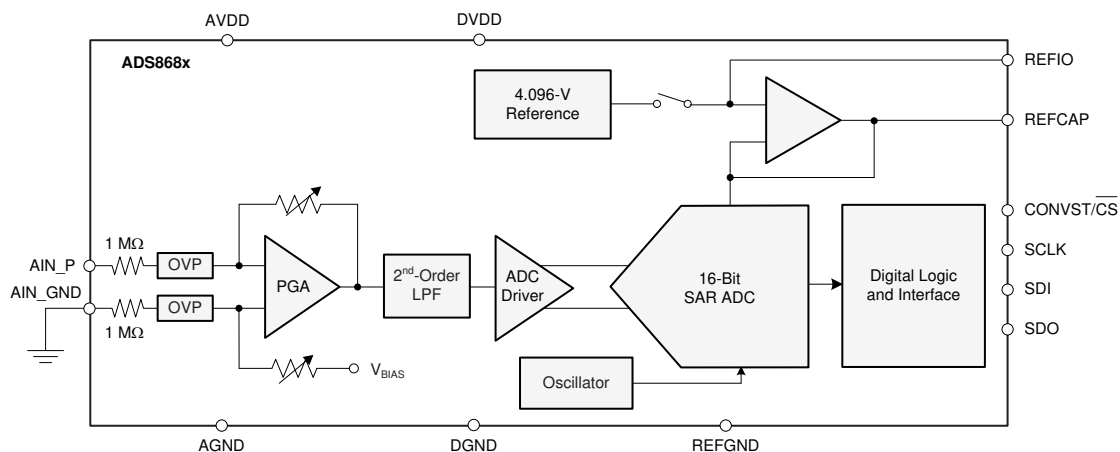 AVDD
DVDD
ADS868x
REFIO
4.096-V
Reference
REFCAP
CONVST/C̅S̅
1 MΩ
SCLK
AIN_P
OVP
2nd-Order
LPF
ADC
Driver
16-Bit
SAR ADC
Digital Logic
and Interface
PGA
AIN_GND
OVP
SDI
1 MΩ
SDO
VBIAS
Oscillator
AGND
DGND
REFGND